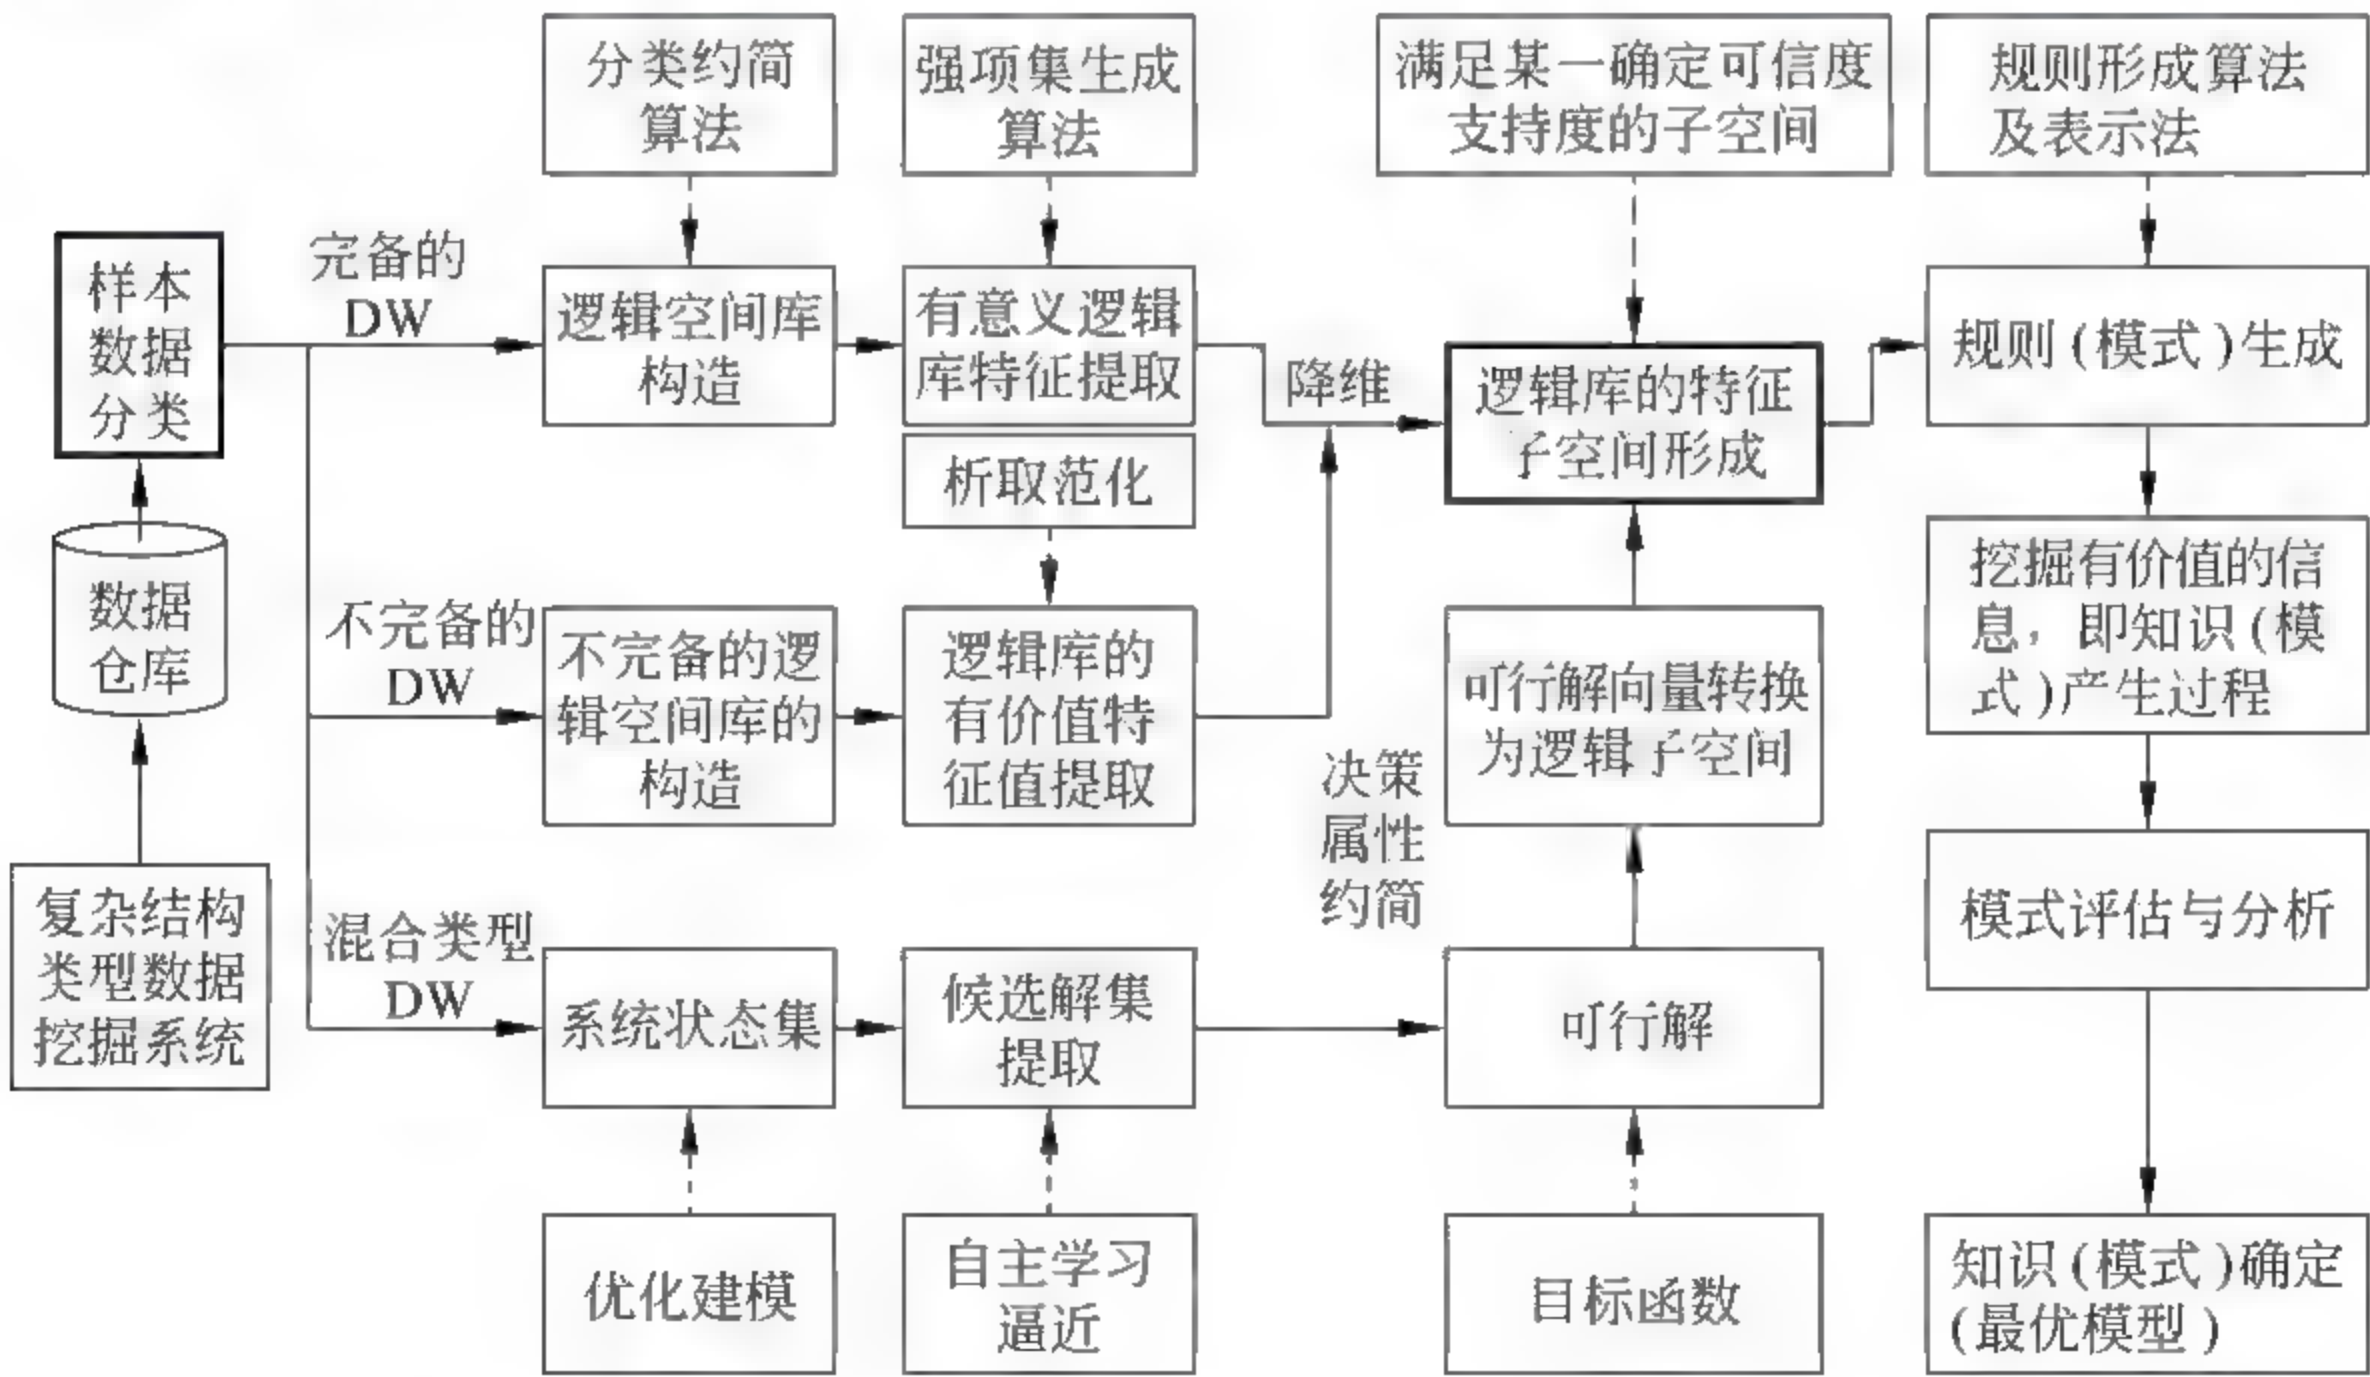 分类约简
算法
强项集生成
算法
满足某一确定可信度
支持度的子空间
规则形成算法
及表示法
样本
数据
分类
完备的
DW
逻辑空间库
构造
有意义逻辑
库特征提取
降维
逻辑库的特征
子空间形成
规则(模式)生成
析取范化
数据
仓库
不完备的
DW
不完备的逻
辑空间库的
构造
逻辑库的
有价值特
征值提取
决策
属性
约简
可行解向量转换
为逻辑子空间
挖掘有价值的信
息，即知识(模
式)产生过程
复杂结构
类型数据
挖掘系统
混合类型
DW
系统状态集
候选解集
提取
可行解
模式评估与分析
优化建模
自主学习
逼近
目标函数
知识(模式)确定
(最优模型)